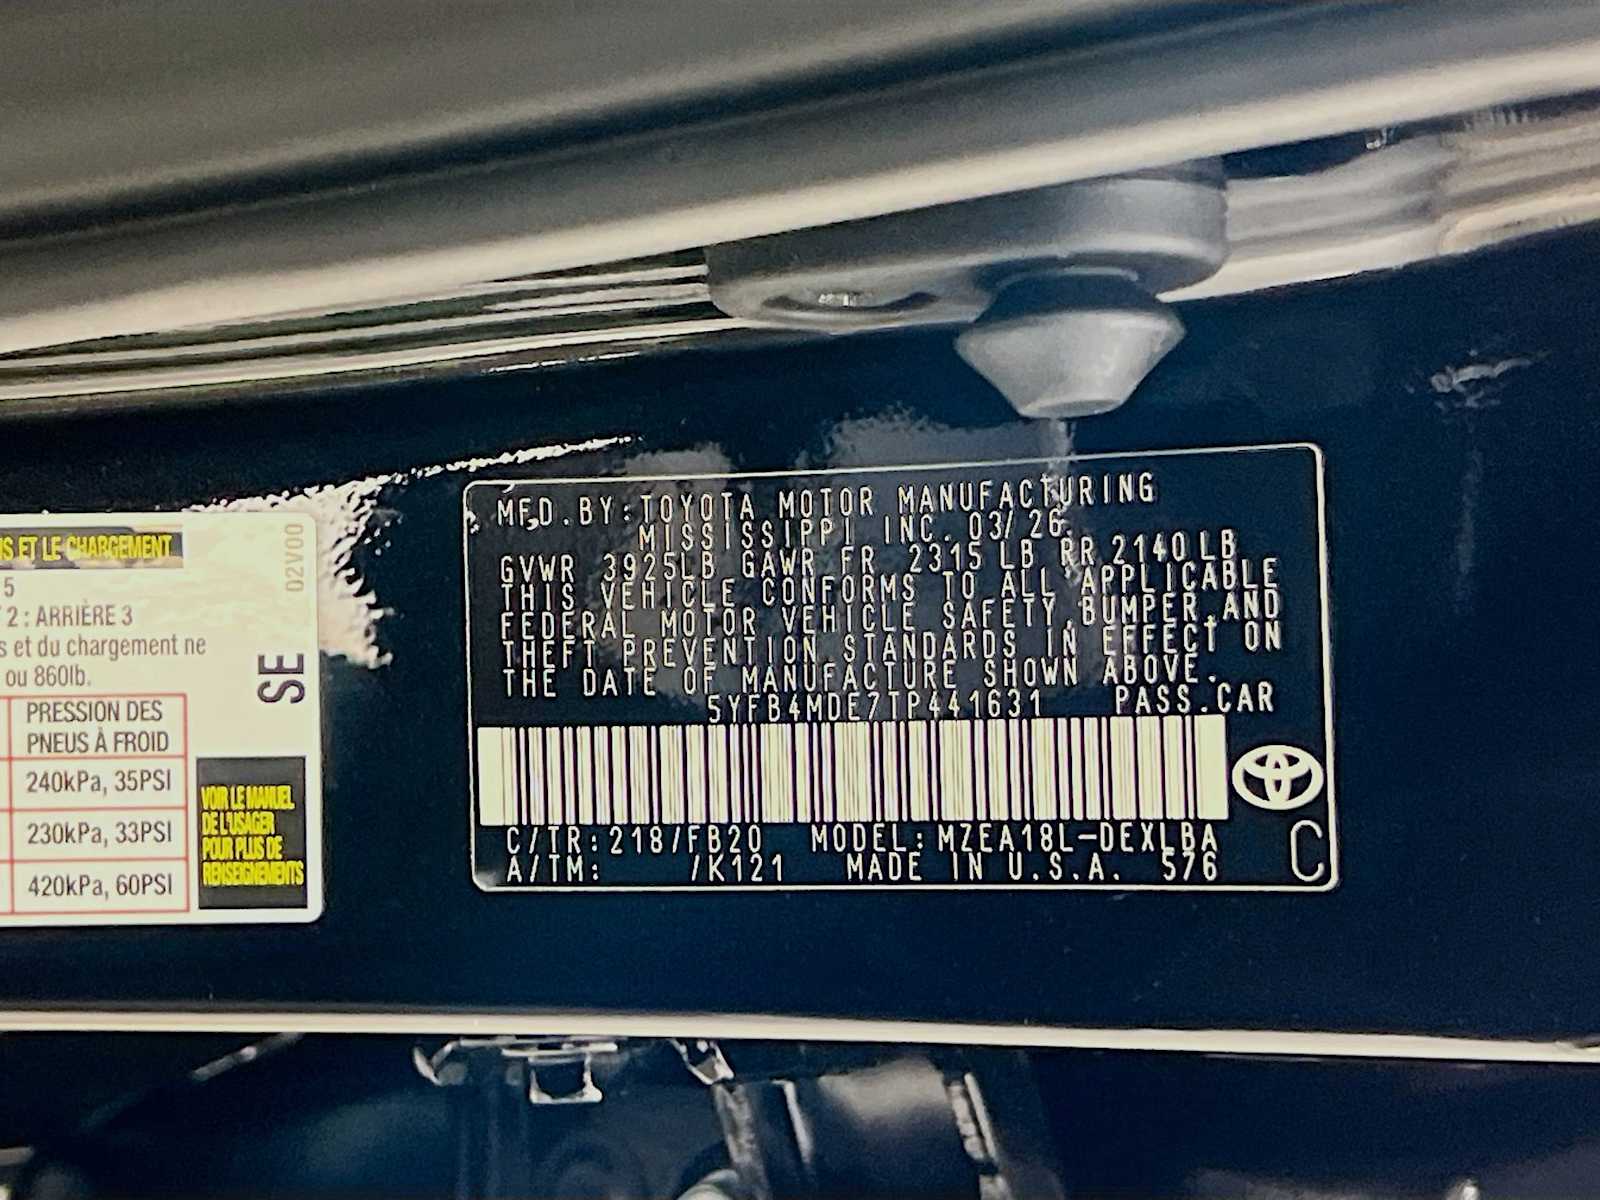 S ET LE CHARGEMENT
02V00
5
2 : ARRIÈRE 3
s et du chargement ne
ou 860lb.
SE
PRESSION DES
PNEUS À FROID
240kPa, 35PSI
230kPa, 33PSI
420kPa, 60PSI
VOIR LE MANUEL
DE L'USAGER
POUR PLUS DE
RENSEIGNEMENTS
MFD.BY:TOYOTA MOTOR MANUFACTURING
MISSISSIPPI INC. 03/26
GVWR 3925LB GAWR FR 2315 LB RR 2140LB
THIS VEHICLE CONFORMS TO ALL APPLICABLE
FEDERAL MOTOR VEHICLE SAFETY,BUMPER,AND
THEFT PREVENTION STANDARDS IN EFFECT ON
THE DATE OF MANUFACTURE SHOWN ABOVE.
5YFB4MDE7TP441631 PASS.CAR
C/TR:218/FB20 MODEL:MZEA18L-DEXLBA
A/TM: /K121 MADE IN U.S.A. 576
C